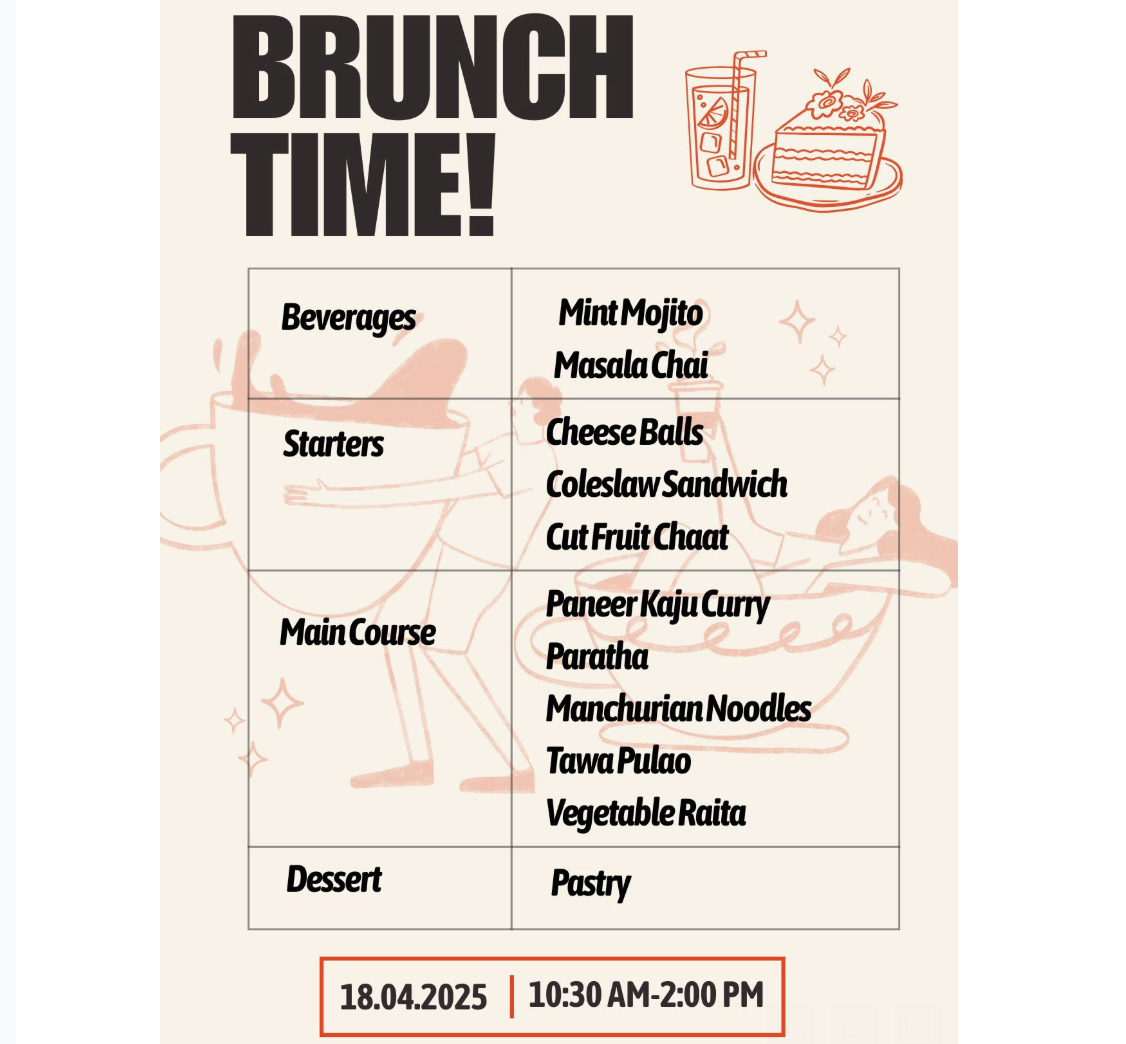 BRUNCH
TIME!
Beverages
Mint Mojito
Masala Chai
Starters
Cheese Balls
Coleslaw Sandwich
Cut Fruit Chaat
Main Course
Paneer Kaju Curry
Paratha
Manchurian Noodles
Tawa Pulao
Vegetable Raita
Dessert
Pastry
18.04.2025 | 10:30 AM-2:00 PM